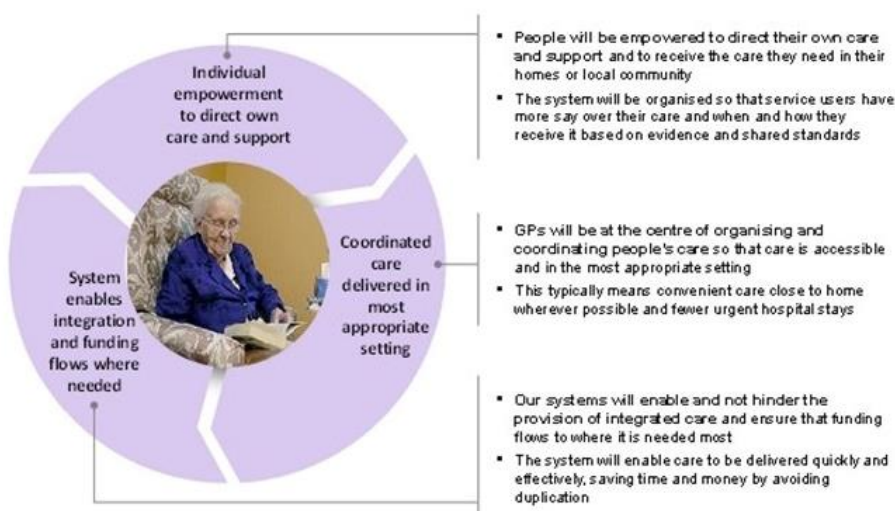 Individual
empowerment
to direct own
care and support
Coordinated
care
delivered in
most
appropriate
setting
System
enables
integration
and funding
flows where
needed
▪ People will be empowered to direct their own care
and support and to receive the care they need in their
homes or local community
▪ The system will be organised so that service users have
more say over their care and when and how they
receive it based on evidence and shared standards
▪ GPs will be at the centre of organising and
coordinating people's care so that care is accessible
and in the most appropriate setting
▪ This typically means convenient care close to home
wherever possible and fewer urgent hospital stays
▪ Our systems will enable and not hinder the
provision of integrated care and ensure that funding
flows to where it is needed most
▪ The system will enable care to be delivered quickly and
effectively, saving time and money by avoiding
duplication